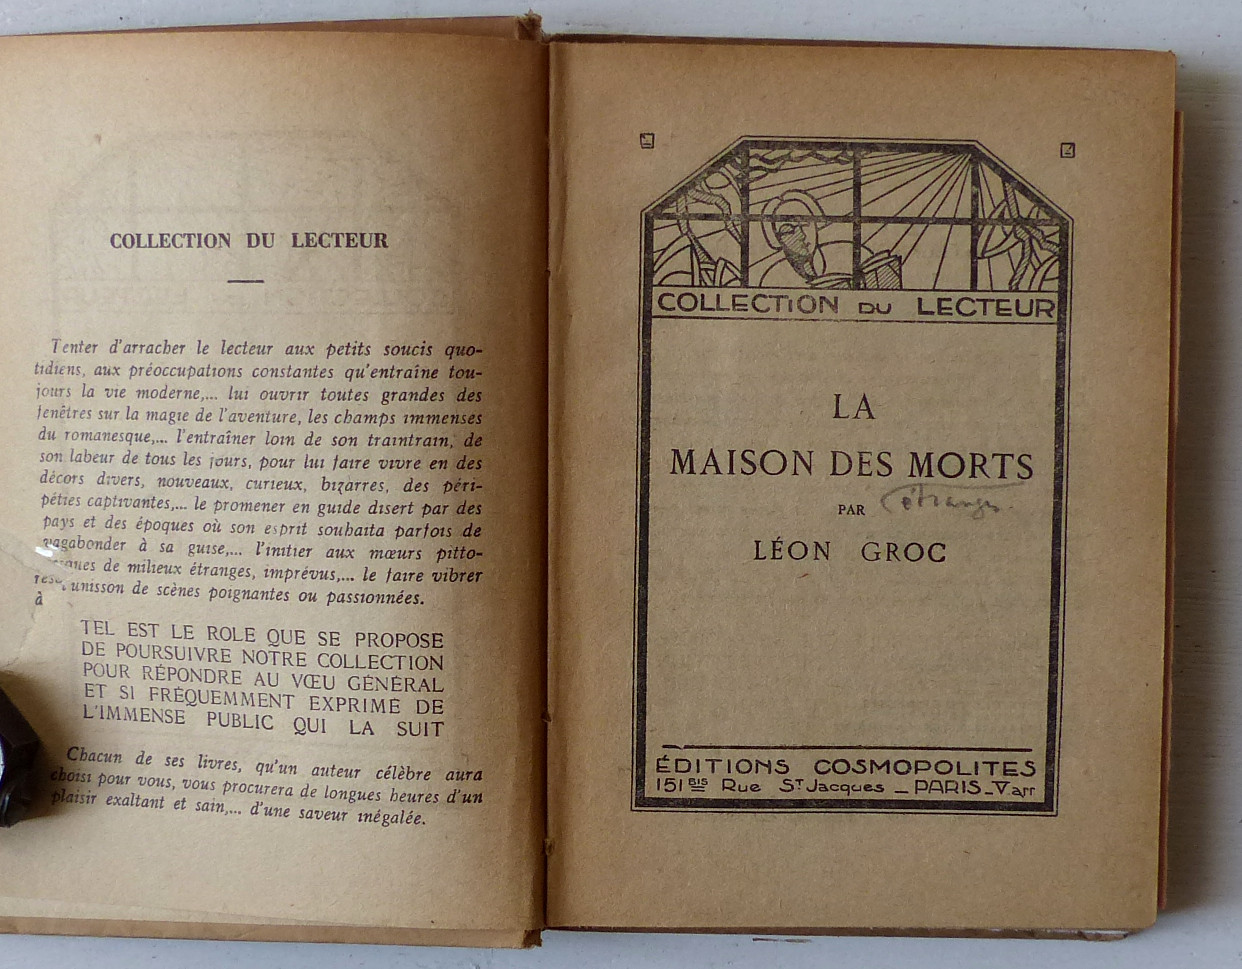 COLLECTION DU LECTEUR
Tenter d'arracher le lecteur aux petits soucis quo-
tidiens, aux préoccupations constantes qu'entraîne tou-
jours la vie moderne,... lui ouvrir toutes grandes des
fenêtres sur la magie de l'aventure, les champs immenses
du romanesque,... l'entraîner loin de son traintrain, de
son labeur de tous les jours, pour lui faire vivre en des
décors divers, nouveaux, curieux, bizarres, des péri-
péties captivantes,... le promener en guide disert par des
pays et des époques où son esprit souhaita parfois de
vagabonder à sa guise,... l'initier aux mœurs pitto-
resques de milieux étranges, imprévus,... le faire vibrer
à unisson de scènes poignantes ou passionnées.
TEL EST LE ROLE QUE SE PROPOSE
DE POURSUIVRE NOTRE COLLECTION
POUR RÉPONDRE AU VŒU GÉNÉRAL
ET SI FRÉQUEMMENT EXPRIMÉ DE
L'IMMENSE PUBLIC QUI LA SUIT
Chacun de ses livres, qu'un auteur célèbre aura
choisi pour vous, vous procurera de longues heures d'un
plaisir exaltant et sain,... d'une saveur inégalée.
COLLECTION DU LECTEUR
LA
MAISON DES MORTS
étranges
PAR
LÉON GROC
ÉDITIONS COSMOPOLITES
151BIS Rue ST Jacques _ PARIS_Varr